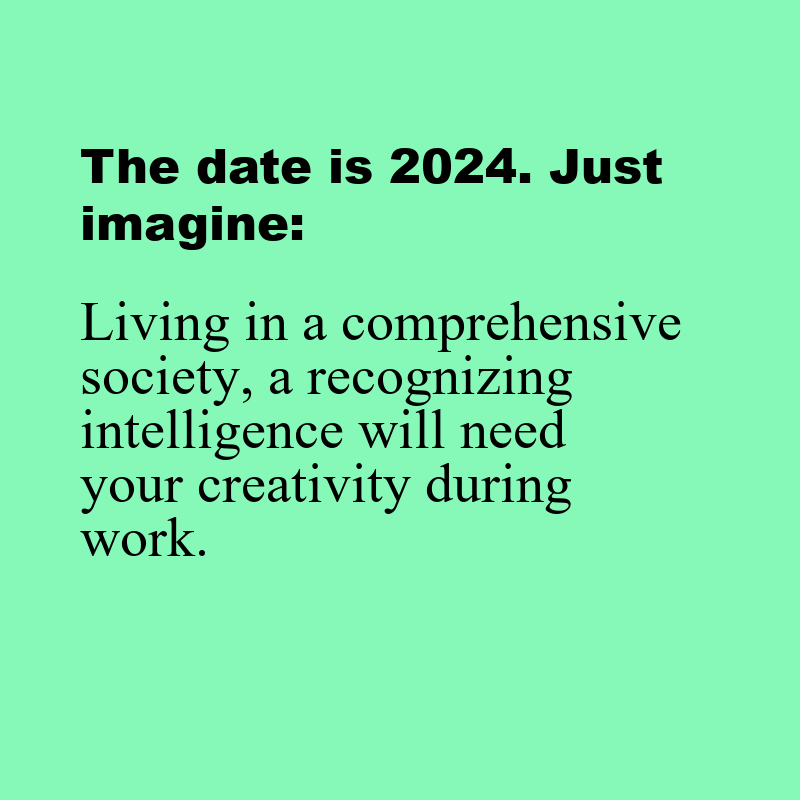 The date is 2024. Just
imagine:
Living in a comprehensive
society, a recognizing
intelligence will need
your creativity during
work.